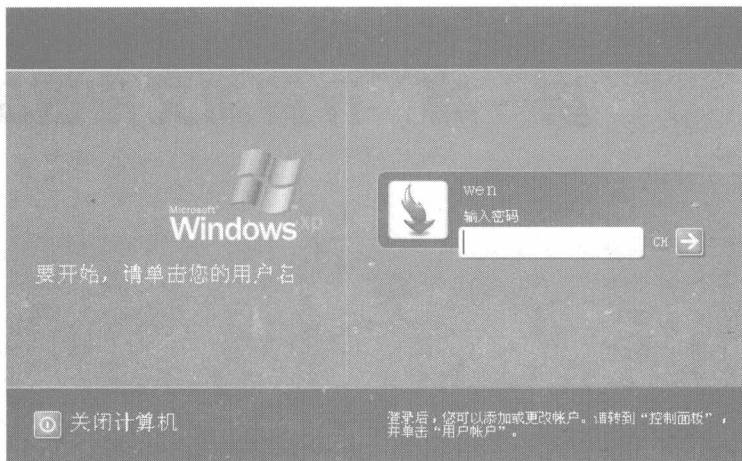 Microsoft
Windows xp
要开始，请单击您的用户名
wen
输入密码
CH
关闭计算机
登录后，您可以添加或更改帐户。请转到“控制面板”，
并单击“用户帐户”。